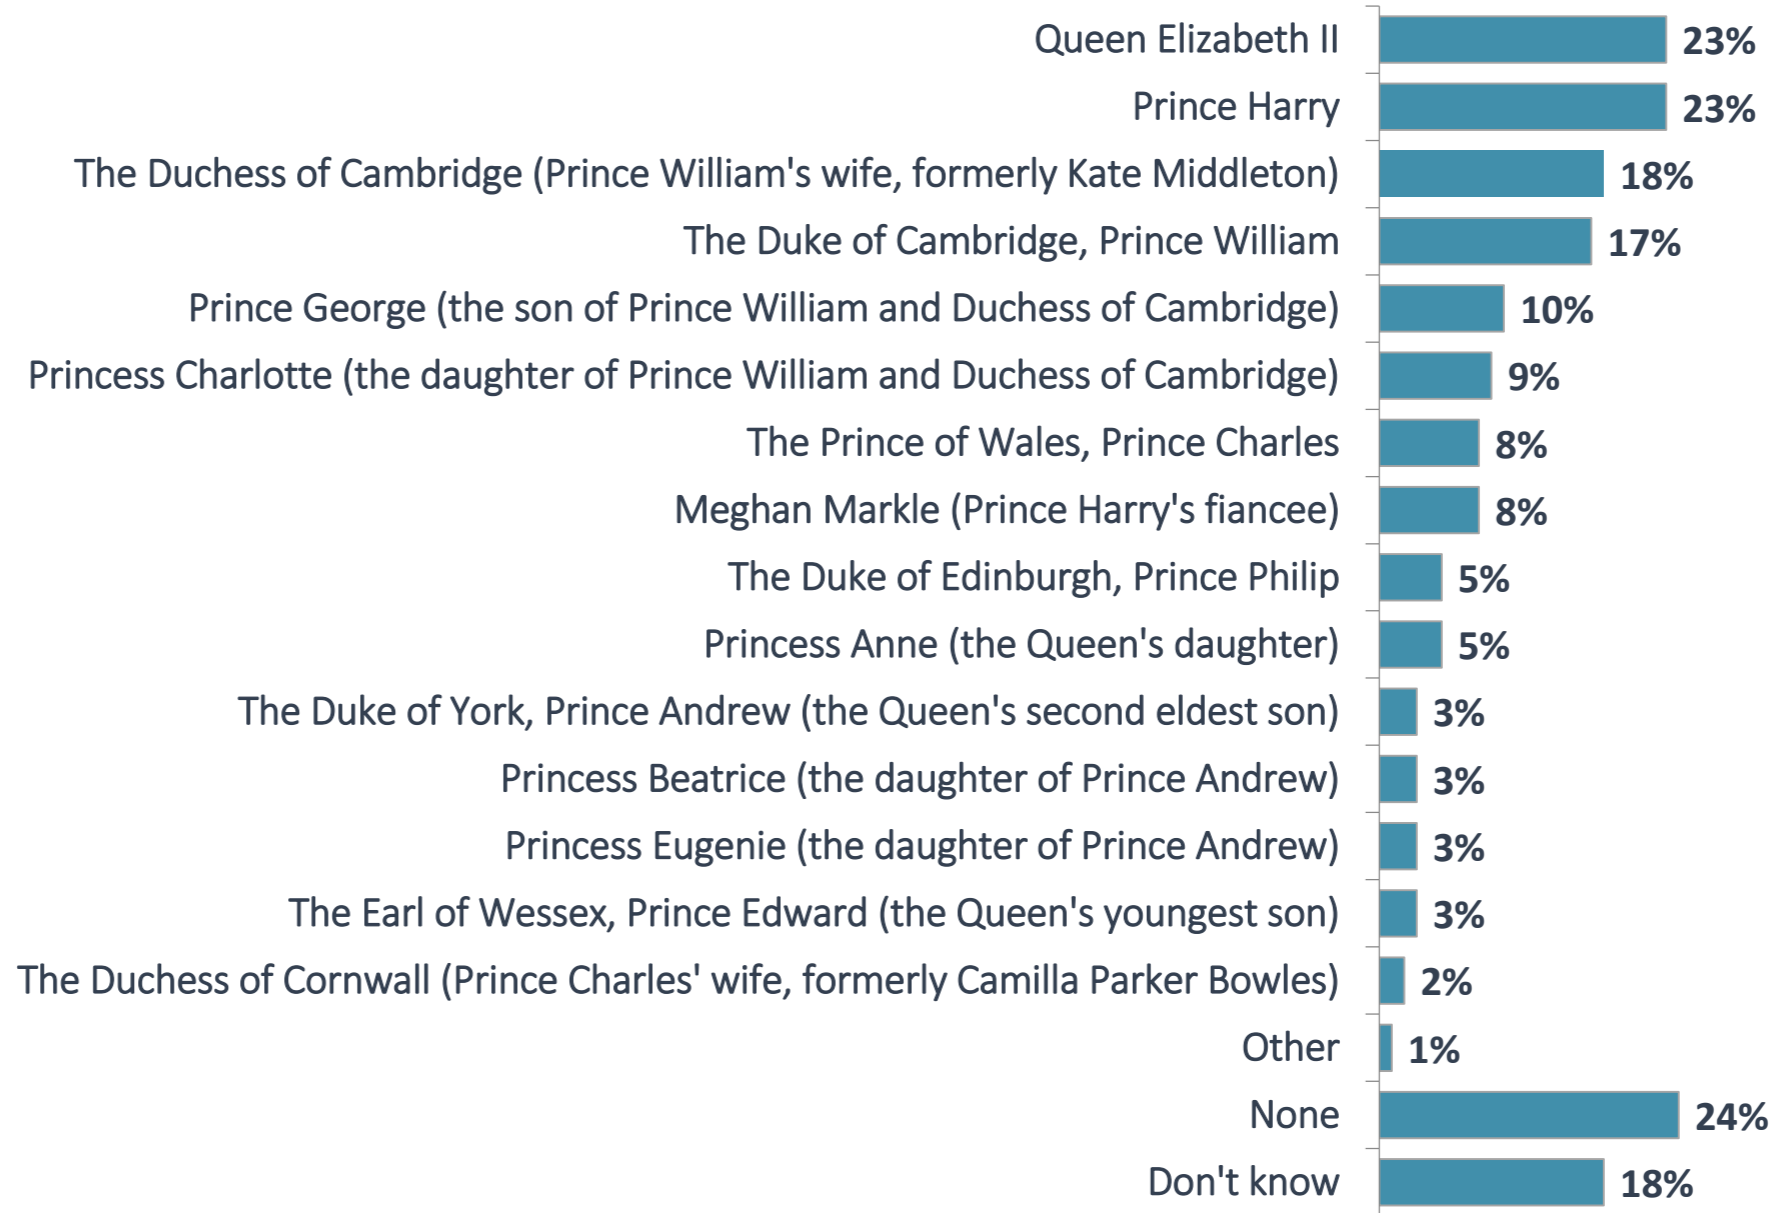 Queen Elizabeth II 23%
Prince Harry 23%
The Duchess of Cambridge (Prince William's wife, formerly Kate Middleton) 18%
The Duke of Cambridge, Prince William 17%
Prince George (the son of Prince William and Duchess of Cambridge) 10%
Princess Charlotte (the daughter of Prince William and Duchess of Cambridge) 9%
The Prince of Wales, Prince Charles 8%
Meghan Markle (Prince Harry's fiancee) 8%
The Duke of Edinburgh, Prince Philip 5%
Princess Anne (the Queen's daughter) 5%
The Duke of York, Prince Andrew (the Queen's second eldest son) 3%
Princess Beatrice (the daughter of Prince Andrew) 3%
Princess Eugenie (the daughter of Prince Andrew) 3%
The Earl of Wessex, Prince Edward (the Queen's youngest son) 3%
The Duchess of Cornwall (Prince Charles' wife, formerly Camilla Parker Bowles) 2%
Other 1%
None 24%
Don't know 18%